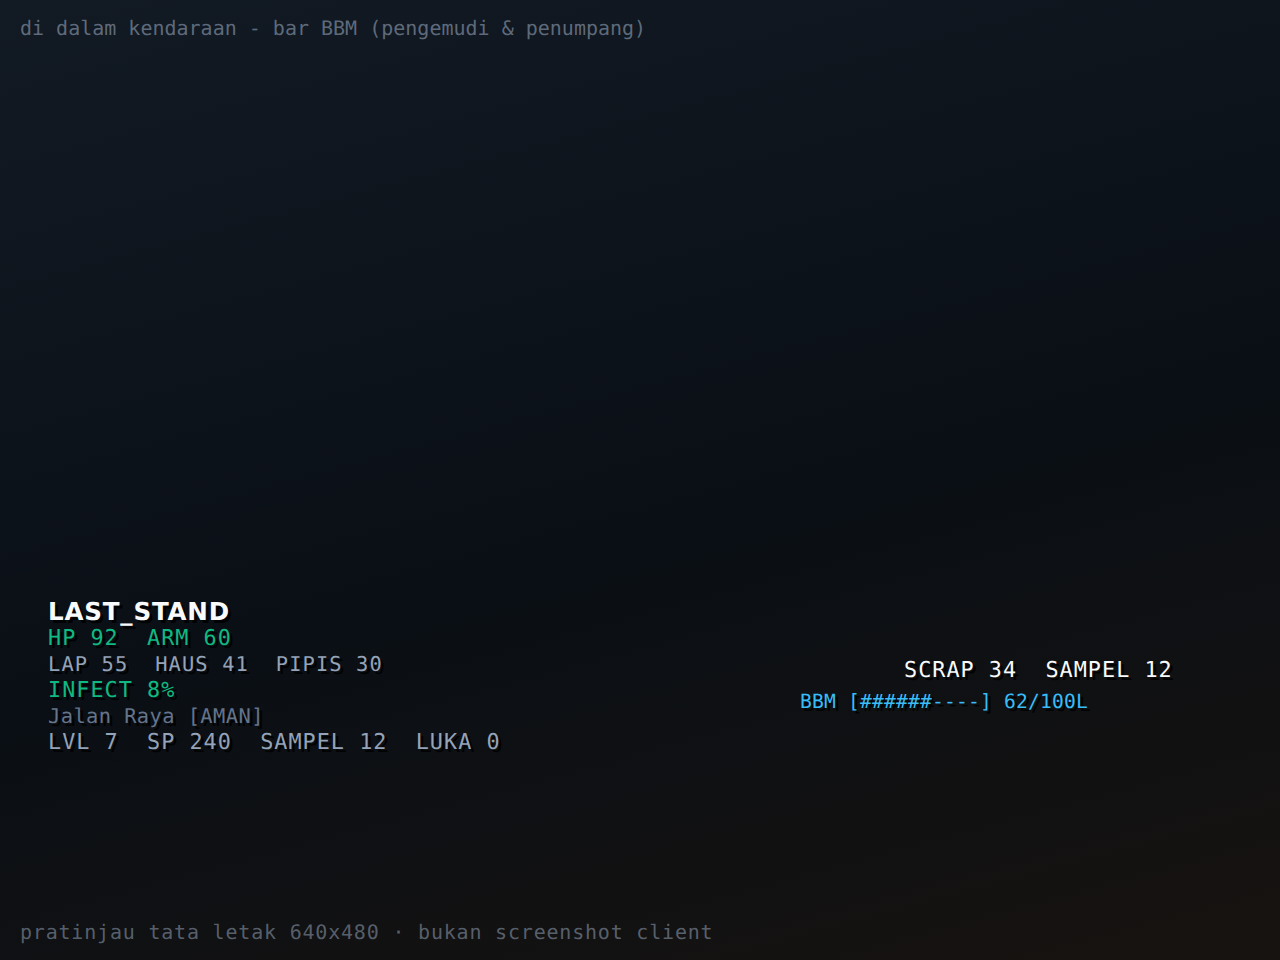 di dalam kendaraan - bar BBM (pengemudi & penumpang)
LAST_STAND
HP 92  ARM 60
LAP 55  HAUS 41  PIPIS 30
INFECT 8%
Jalan Raya [AMAN]
LVL 7  SP 240  SAMPEL 12  LUKA 0
SCRAP 34  SAMPEL 12
BBM [######----] 62/100L
pratinjau tata letak 640x480 · bukan screenshot client